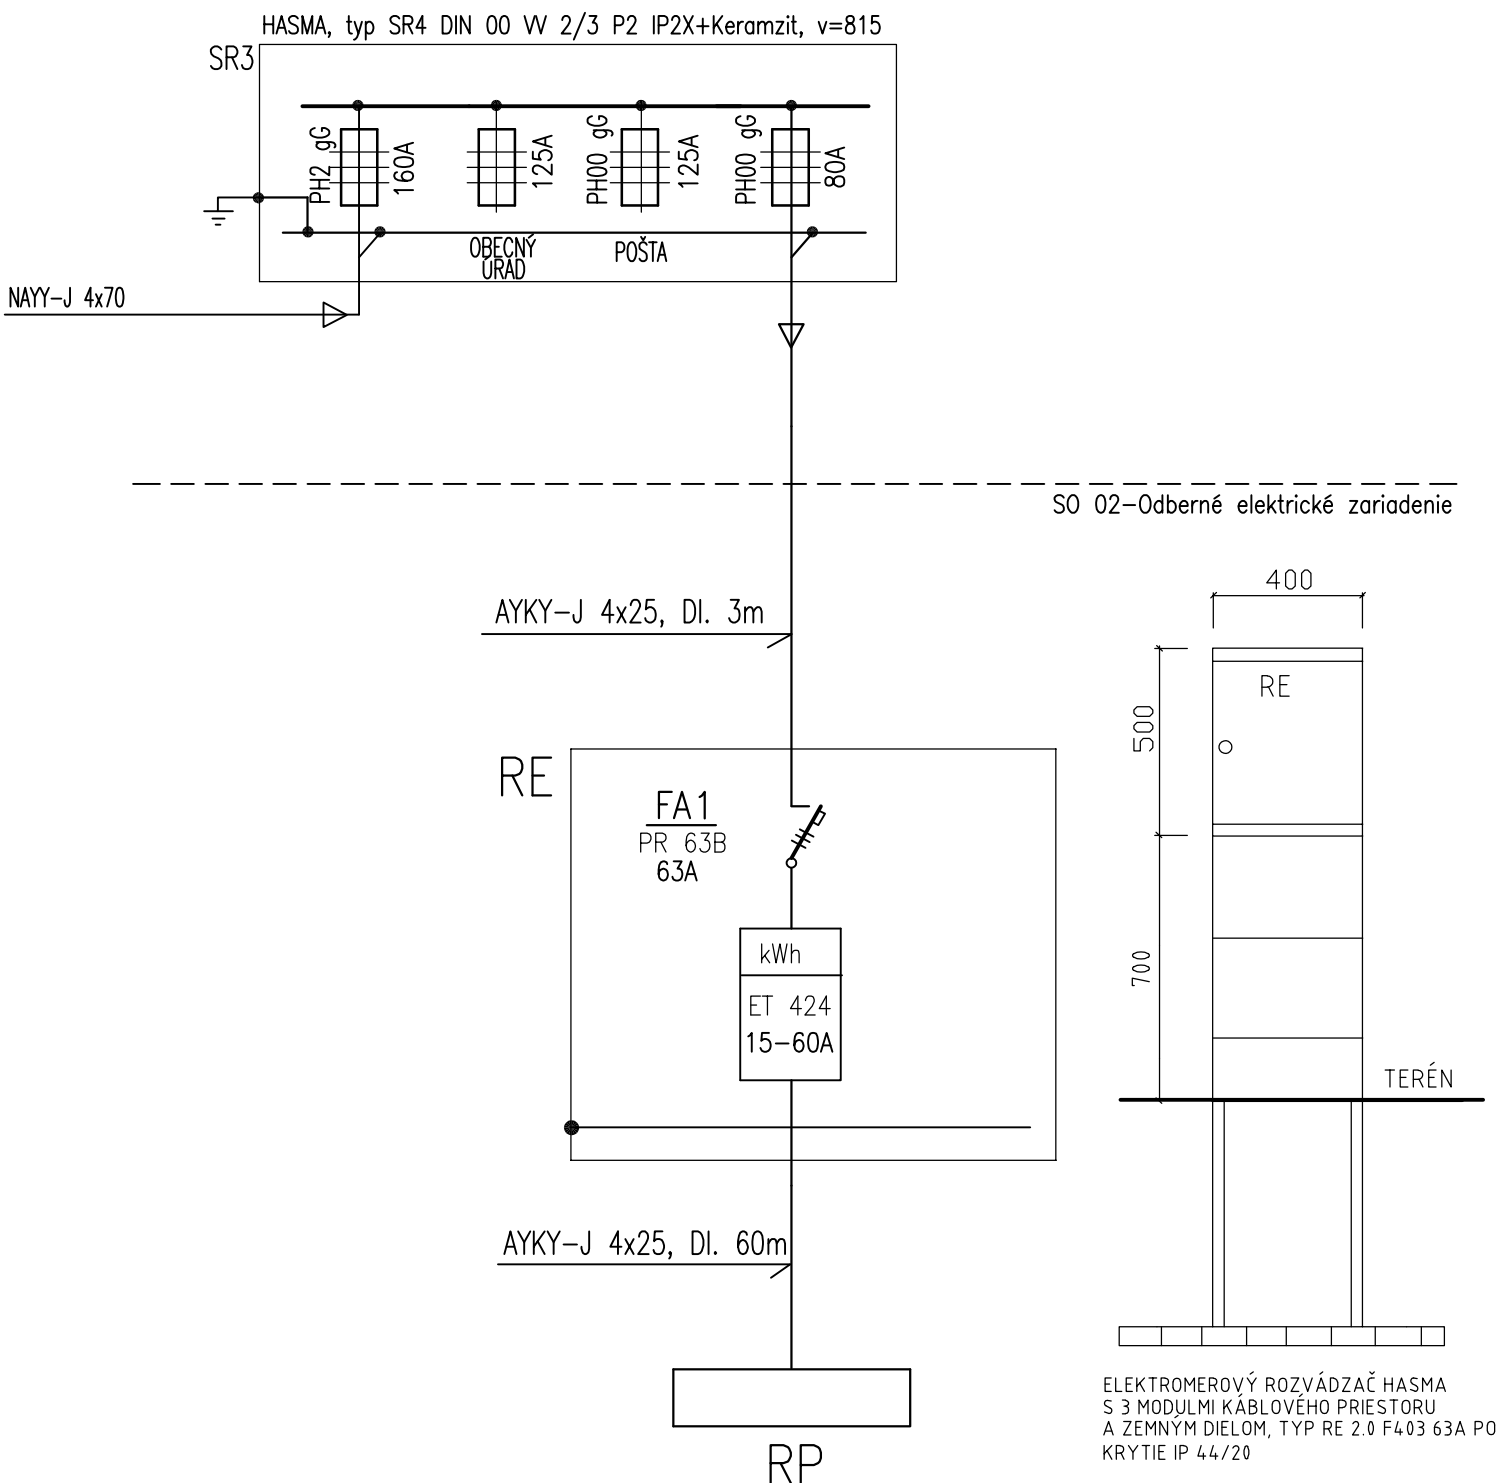 HASMA, typ SR4 DIN 00 VV 2/3 P2 IP2X+Keramzit, v=815
SR3
PH2 gG
160A
125A
PH00 gG
125A
PH00 gG
80A
OBECNÝ
ÚRAD
POŠTA
NAYY-J 4x70
SO 02-Odberné elektrické zariadenie
AYKY-J 4x25, Dl. 3m
400
500
RE
700
TERÉN
RE
FA1
PR 63B
63A
kWh
ET 424
15-60A
AYKY-J 4x25, Dl. 60m
RP
ELEKTROMEROVÝ ROZVÁDZAČ HASMA
S 3 MODULMI KÁBLOVÉHO PRIESTORU
A ZEMNÝM DIELOM, TYP RE 2.0 F403 63A PO
KRYTIE IP 44/20